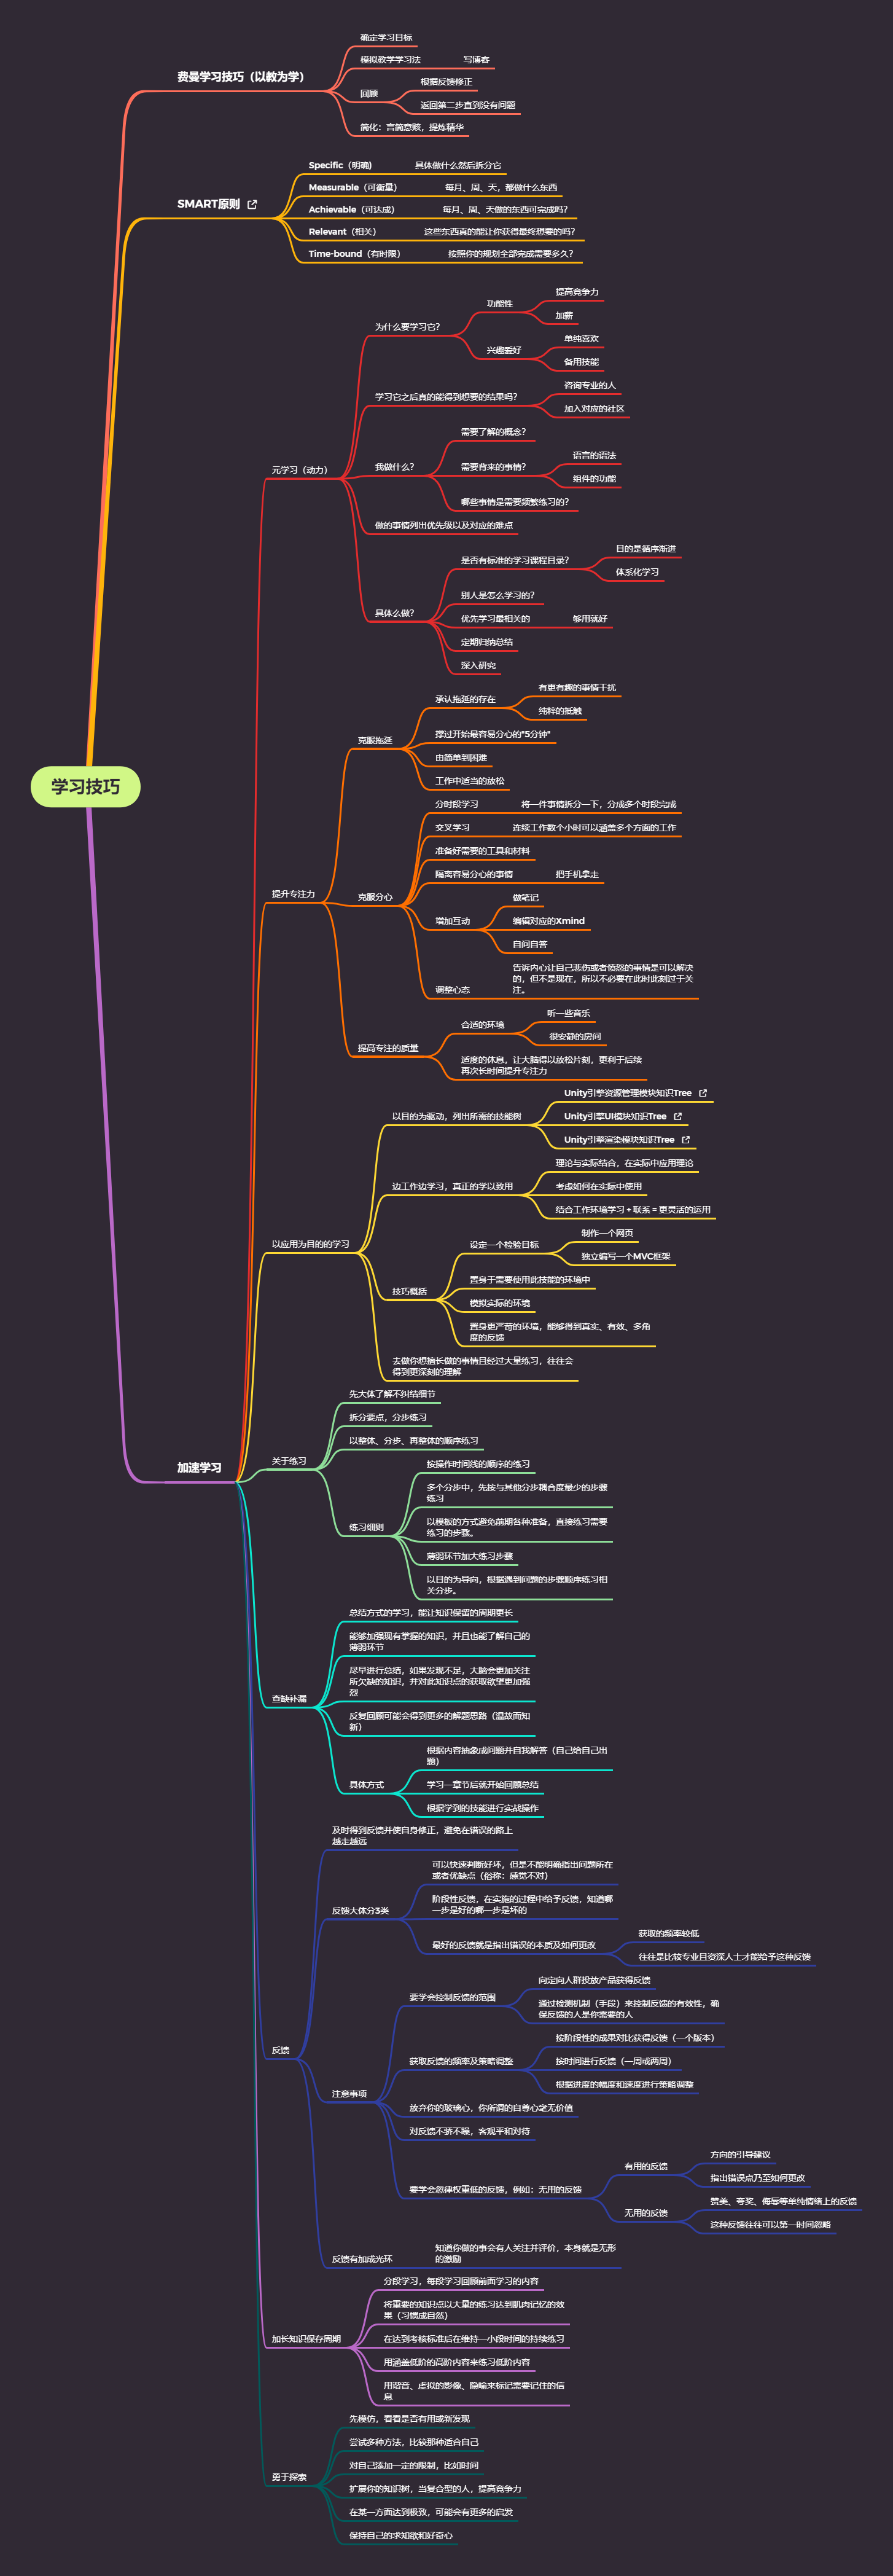 学习技巧
费曼学习技巧（以教为学）
确定学习目标
模拟教学学习法
写博客
回顾
根据反馈修正
返回第二步直到没有问题
简化：言简意赅，提炼精华
SMART原则
Specific（明确）
具体做什么然后拆分它
Measurable（可衡量）
每月、周、天，都做什么东西
Achievable（可达成）
每月、周、天做的东西可完成吗？
Relevant（相关）
这些东西真的能让你获得最终想要的吗？
Time-bound（有时限）
按照你的规划全部完成需要多久？
加速学习
元学习（动力）
为什么要学习它？
功能性
提高竞争力
加薪
兴趣爱好
单纯喜欢
备用技能
学习它之后真的能得到想要的结果吗？
咨询专业的人
加入对应的社区
我做什么？
需要了解的概念？
需要背来的事情？
语言的语法
组件的功能
哪些事情是需要频繁练习的？
做的事情列出优先级以及对应的难点
具体么做？
是否有标准的学习课程目录？
目的是循序渐进
体系化学习
别人是怎么学习的？
优先学习最相关的
够用就好
定期归纳总结
深入研究
提升专注力
克服拖延
承认拖延的存在
有更有趣的事情干扰
纯粹的抵触
撑过开始最容易分心的"5分钟"
由简单到困难
工作中适当的放松
克服分心
分时段学习
将一件事情拆分一下，分成多个时段完成
交叉学习
连续工作数个小时可以涵盖多个方面的工作
准备好需要的工具和材料
隔离容易分心的事情
把手机拿走
增加互动
做笔记
编辑对应的Xmind
自问自答
调整心态
告诉内心让自己悲伤或者愤怒的事情是可以解决
的，但不是现在，所以不必要在此时此刻过于关
注。
提高专注的质量
合适的环境
听一些音乐
很安静的房间
适度的休息，让大脑得以放松片刻，更利于后续
再次长时间提升专注力
以应用为目的的学习
以目的为驱动，列出所需的技能树
Unity引擎资源管理模块知识Tree
Unity引擎UI模块知识Tree
Unity引擎渲染模块知识Tree
边工作边学习，真正的学以致用
理论与实际结合，在实际中应用理论
考虑如何在实际中使用
结合工作环境学习 + 联系 = 更灵活的运用
技巧概括
设定一个检验目标
制作一个网页
独立编写一个MVC框架
置身于需要使用此技能的环境中
模拟实际的环境
置身更严苛的环境，能够得到真实、有效、多角
度的反馈
去做你想擅长做的事情且经过大量练习，往往会
得到更深刻的理解
关于练习
先大体了解不纠结细节
拆分要点，分步练习
以整体、分步、再整体的顺序练习
练习细则
按操作时间线的顺序的练习
多个分步中，先按与其他分步耦合度最少的步骤
练习
以模板的方式避免前期各种准备，直接练习需要
练习的步骤。
薄弱环节加大练习步骤
以目的为导向，根据遇到问题的步骤顺序练习相
关分步。
查缺补漏
总结方式的学习，能让知识保留的周期更长
能够加强现有掌握的知识，并且也能了解自己的
薄弱环节
尽早进行总结，如果发现不足，大脑会更加关注
所欠缺的知识，并对此知识点的获取欲望更加强
烈
反复回顾可能会得到更多的解题思路（温故而知
新）
具体方式
根据内容抽象成问题并自我解答（自己给自己出
题）
学习一章节后就开始回顾总结
根据学到的技能进行实战操作
反馈
及时得到反馈并使自身修正，避免在错误的路上
越走越远
反馈大体分3类
可以快速判断好坏，但是不能明确指出问题所在
或者优缺点（俗称：感觉不对）
阶段性反馈，在实施的过程中给予反馈，知道哪
一步是好的哪一步是坏的
最好的反馈就是指出错误的本质及如何更改
获取的频率较低
往往是比较专业且资深人士才能给予这种反馈
注意事项
要学会控制反馈的范围
向定向人群投放产品获得反馈
通过检测机制（手段）来控制反馈的有效性，确
保反馈的人是你需要的人
获取反馈的频率及策略调整
按阶段性的成果对比获得反馈（一个版本）
按时间进行反馈（一周或两周）
根据进度的幅度和速度进行策略调整
放弃你的玻璃心，你所谓的自尊心毫无价值
对反馈不骄不躁，客观平和对待
要学会忽律权重低的反馈，例如：无用的反馈
有用的反馈
方向的引导建议
指出错误点乃至如何更改
无用的反馈
赞美、夸奖、侮辱等单纯情绪上的反馈
这种反馈往往可以第一时间忽略
反馈有加成光环
知道你做的事会有人关注并评价，本身就是无形
的激励
加长知识保存周期
分段学习，每段学习回顾前面学习的内容
将重要的知识点以大量的练习达到肌肉记忆的效
果（习惯成自然）
在达到考核标准后在维持一小段时间的持续练习
用涵盖低阶的高阶内容来练习低阶内容
用谐音、虚拟的影像、隐喻来标记需要记住的信
息
勇于探索
先模仿，看看是否有用或新发现
尝试多种方法，比较那种适合自己
对自己添加一定的限制，比如时间
扩展你的知识树，当复合型的人，提高竞争力
在某一方面达到极致，可能会有更多的启发
保持自己的求知欲和好奇心